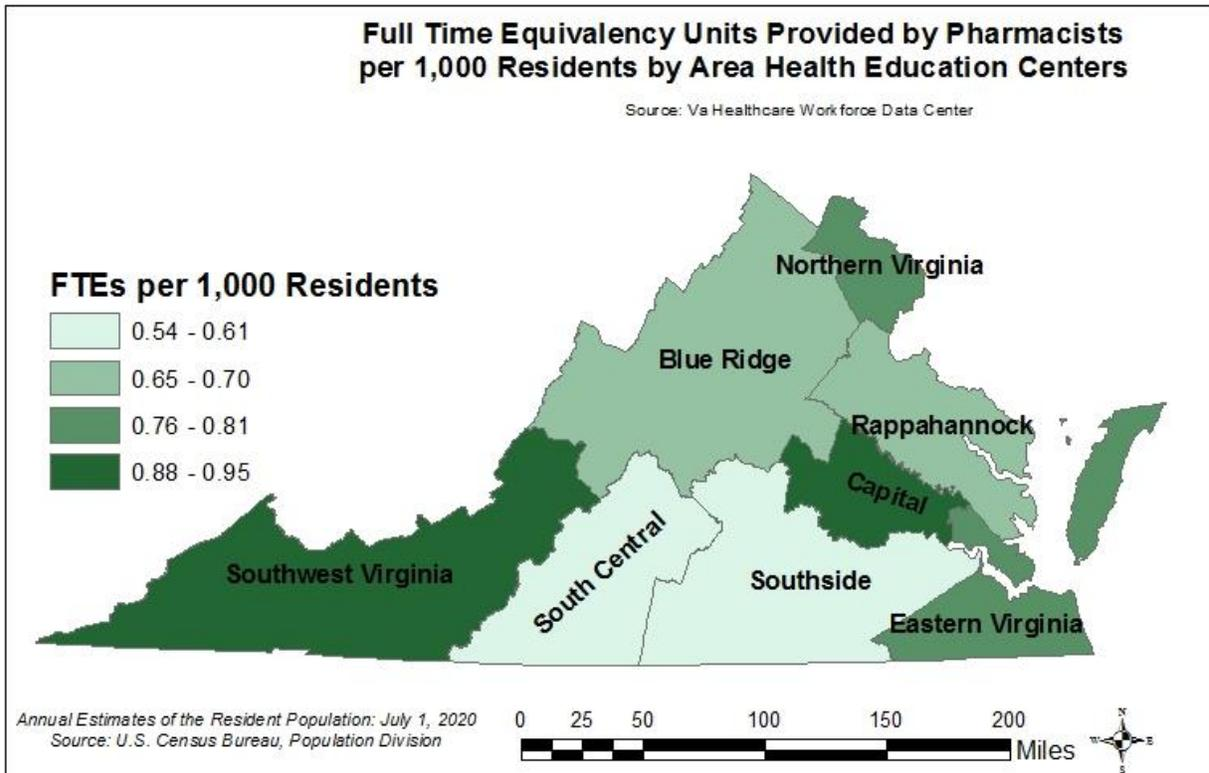 Full Time Equivalency Units Provided by Pharmacists
per 1,000 Residents by Area Health Education Centers
Source: Va Healthcare Workforce Data Center
FTEs per 1,000 Residents
0.54 - 0.61
0.65 - 0.70
0.76 - 0.81
0.88 - 0.95
Northern Virginia
Blue Ridge
Rappahannock
Capital
Southwest Virginia
South Central
Southside
Eastern Virginia
Annual Estimates of the Resident Population: July 1, 2020
Source: U.S. Census Bureau, Population Division
0 25 50 100 150 200
Miles
N
W E
S